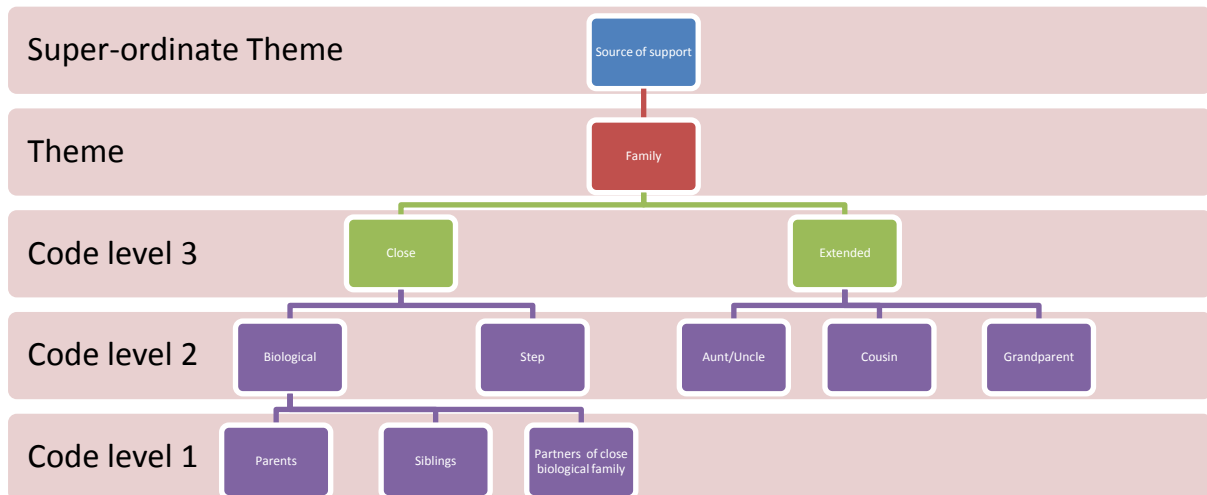 Super-ordinate Theme
Source of support
Theme
Family
Code level 3
Close
Extended
Code level 2
Biological
Step
Aunt/Uncle
Cousin
Grandparent
Code level 1
Parents
Siblings
Partners of close
biological family